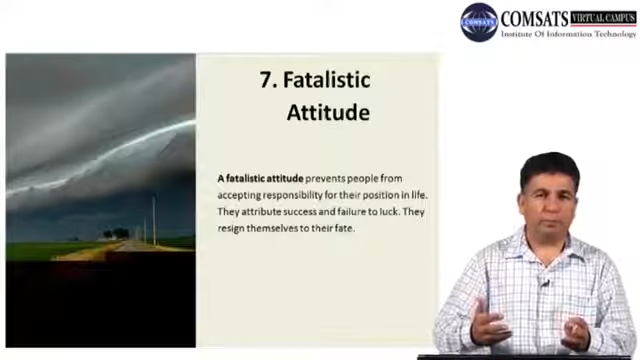 COMSATS VIRTUAL CAMPUS
Institute Of Information Technology
7. Fatalistic
Attitude
A fatalistic attitude prevents people from
accepting responsibility for their position in life.
They attribute success and failure to luck. They
resign themselves to their fate.